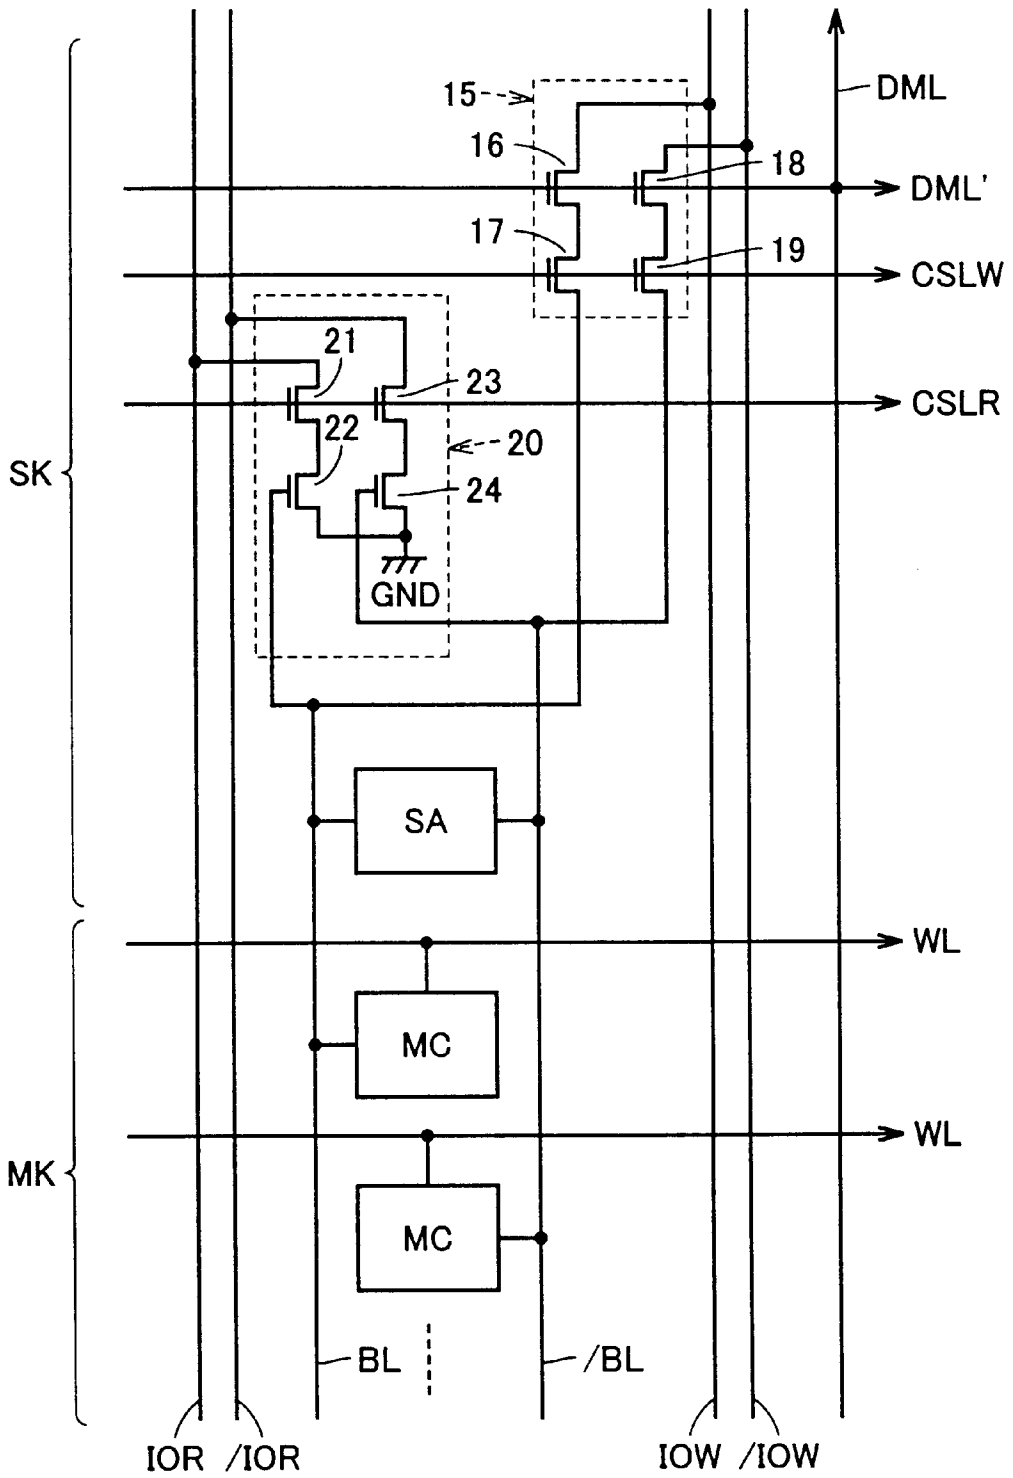 DML
15
16
18
DML'
17
19
CSLW
21
23
CSLR
22
20
SK
24
GND
SA
WL
MC
WL
MK
MC
BL
/BL
IOR
/IOR
IOW
/IOW